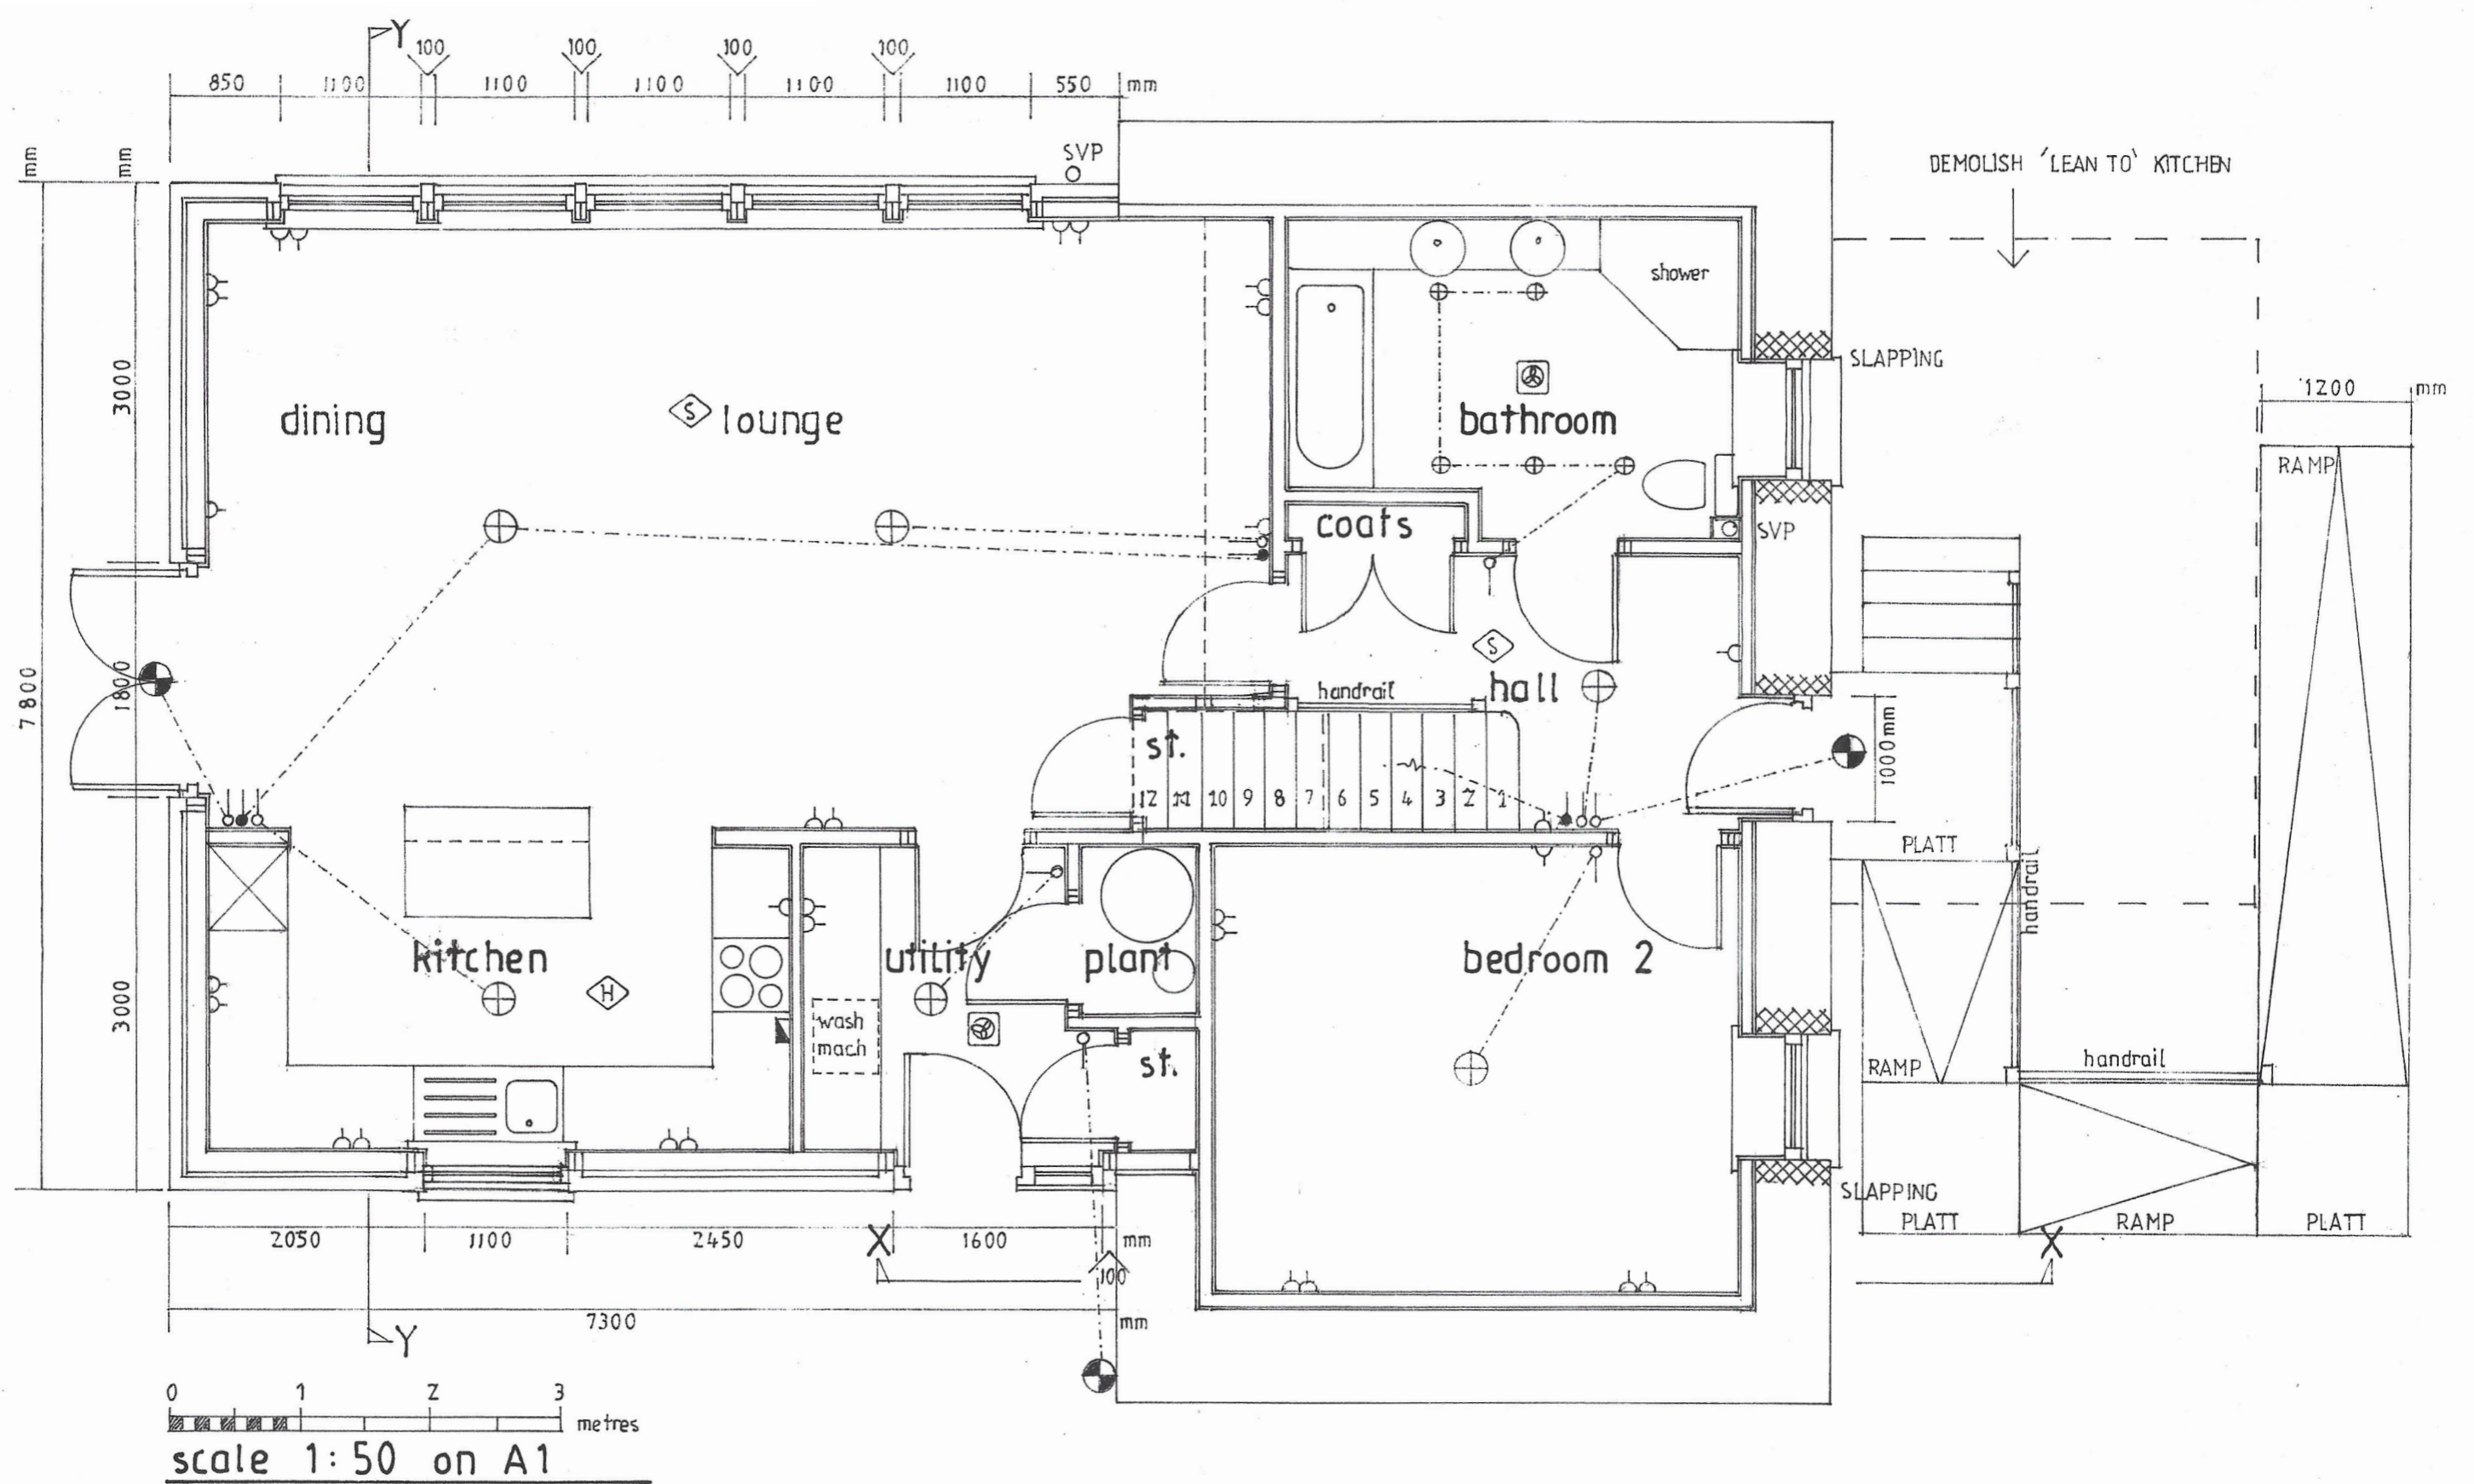 Y
100 100 100 100
850 1100 1100 1100 1100 1100 550 mm
mm mm
SVP
DEMOLISH 'LEAN TO' KITCHEN
shower
SLAPPING
1200 mm
3000
dining S lounge
bathroom
RAMP
coats
SVP
S
7800
1800
handrail
hall
st.
12 11 10 9 8 7 6 5 4 3 2 1
1000mm
PLATT
handrail
kitchen
utility
plant
bedroom 2
H
3000
wash
mach
st.
RAMP
handrail
SLAPPING
PLATT RAMP PLATT
2050 1100 2450 X 1600 mm
X
100
7300 mm
Y
0 1 2 3
metres
scale 1:50 on A1